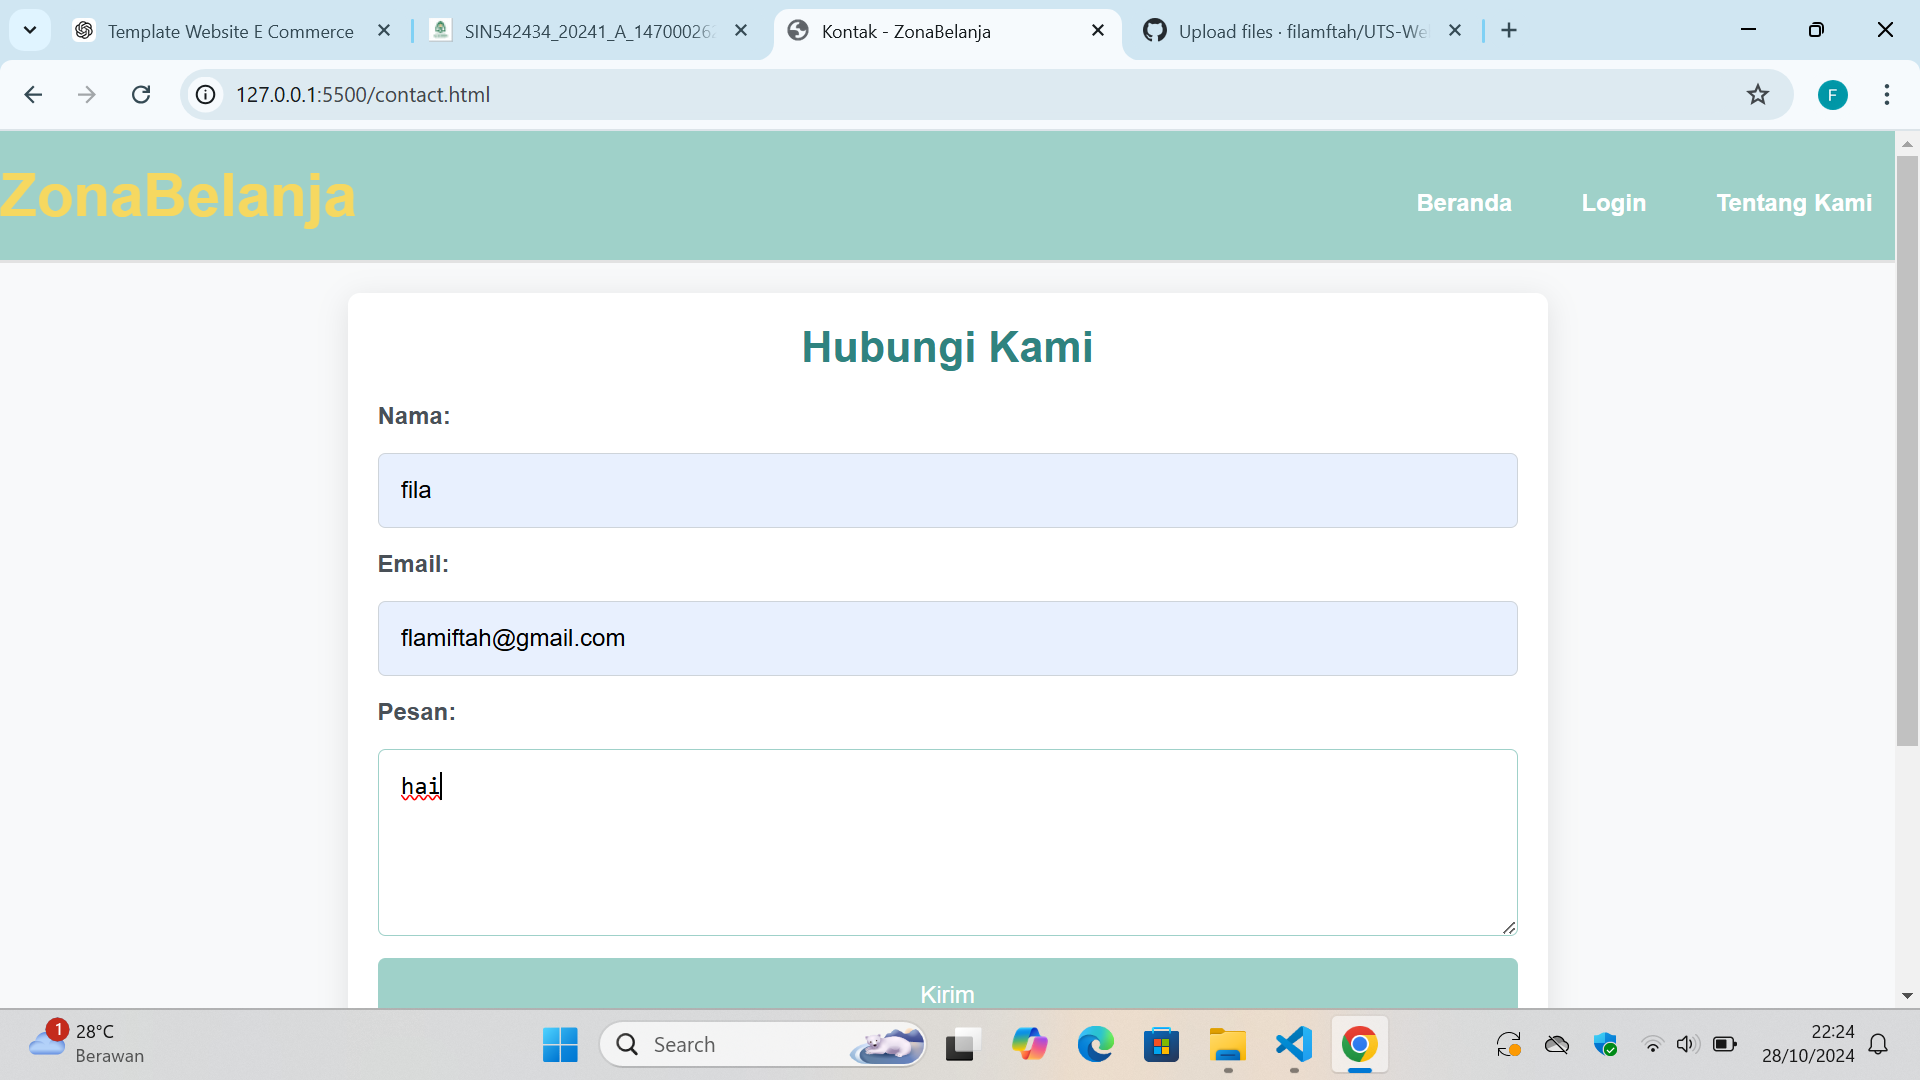 Template Website E Commerce
SIN542434_20241_A_14700026
Kontak - ZonaBelanja
Upload files · filamftah/UTS-We
127.0.0.1:5500/contact.html
F
ZonaBelanja
Beranda
Login
Tentang Kami
Hubungi Kami
Nama:
fila
Email:
flamiftah@gmail.com
Pesan:
hai
Kirim
1
28°C
Berawan
Search
22:24
28/10/2024